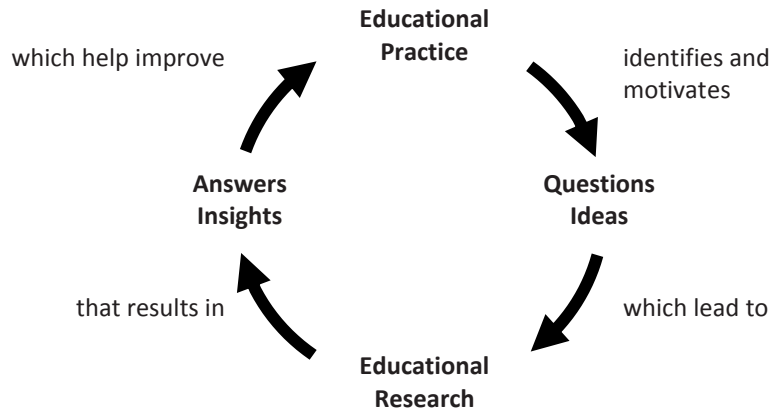 Educational
Practice
identifies and
motivates
Questions
Ideas
which lead to
Educational
Research
that results in
Answers
Insights
which help improve